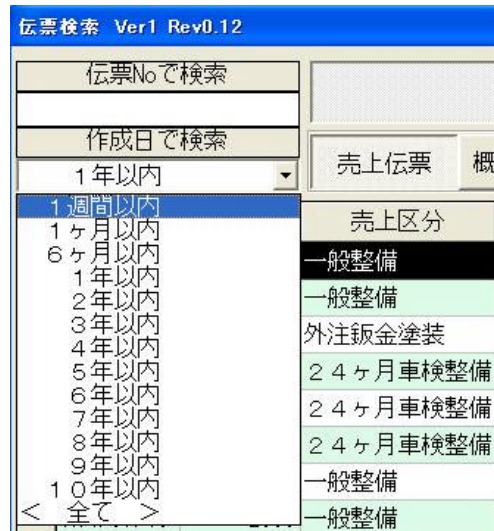 伝票検索 Ver1 Rev0.12
伝票Noで検索
作成日で検索
1年以内
1週間以内
1ヶ月以内
6ヶ月以内
1年以内
2年以内
3年以内
4年以内
5年以内
6年以内
7年以内
8年以内
9年以内
10年以内
< 全て >
売上伝票
概
売上区分
一般整備
一般整備
外注鈑金塗装
24ヶ月車検整備
24ヶ月車検整備
24ヶ月車検整備
一般整備
一般整備